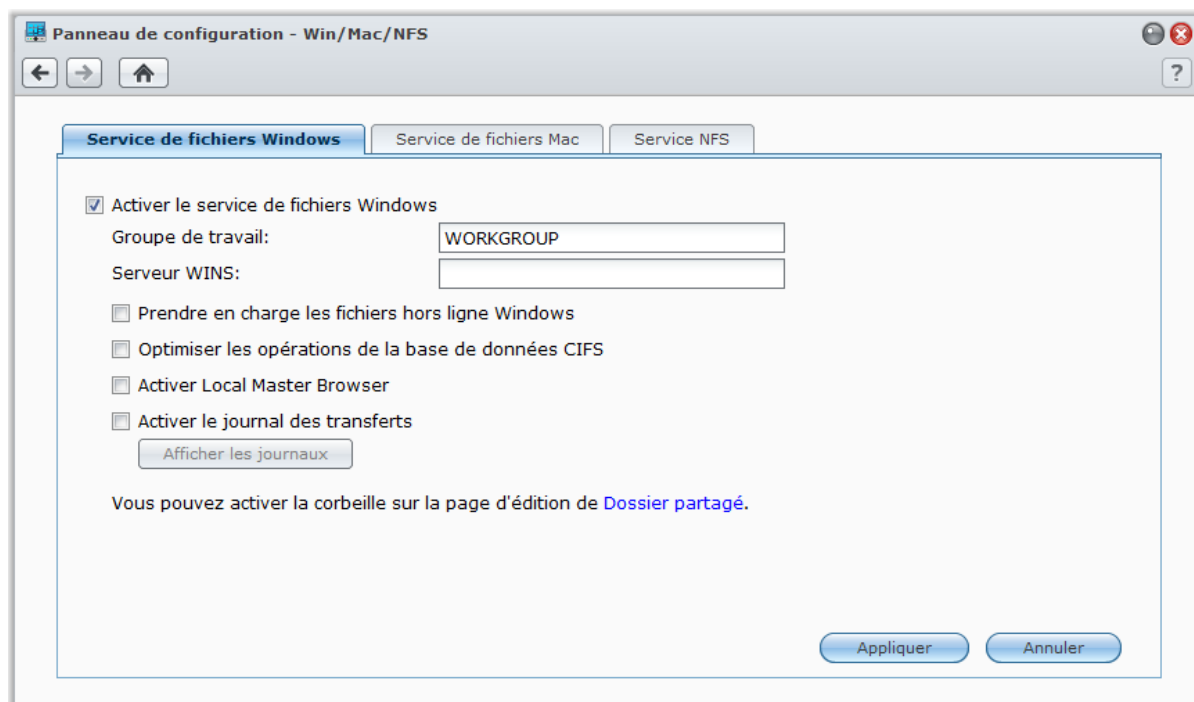 Panneau de configuration - Win/Mac/NFS
?
Service de fichiers Windows Service de fichiers Mac Service NFS
Activer le service de fichiers Windows
Groupe de travail: WORKGROUP
Serveur WINS:
Prendre en charge les fichiers hors ligne Windows
Optimiser les opérations de la base de données CIFS
Activer Local Master Browser
Activer le journal des transferts
Afficher les journaux
Vous pouvez activer la corbeille sur la page d'édition de Dossier partagé.
Appliquer Annuler